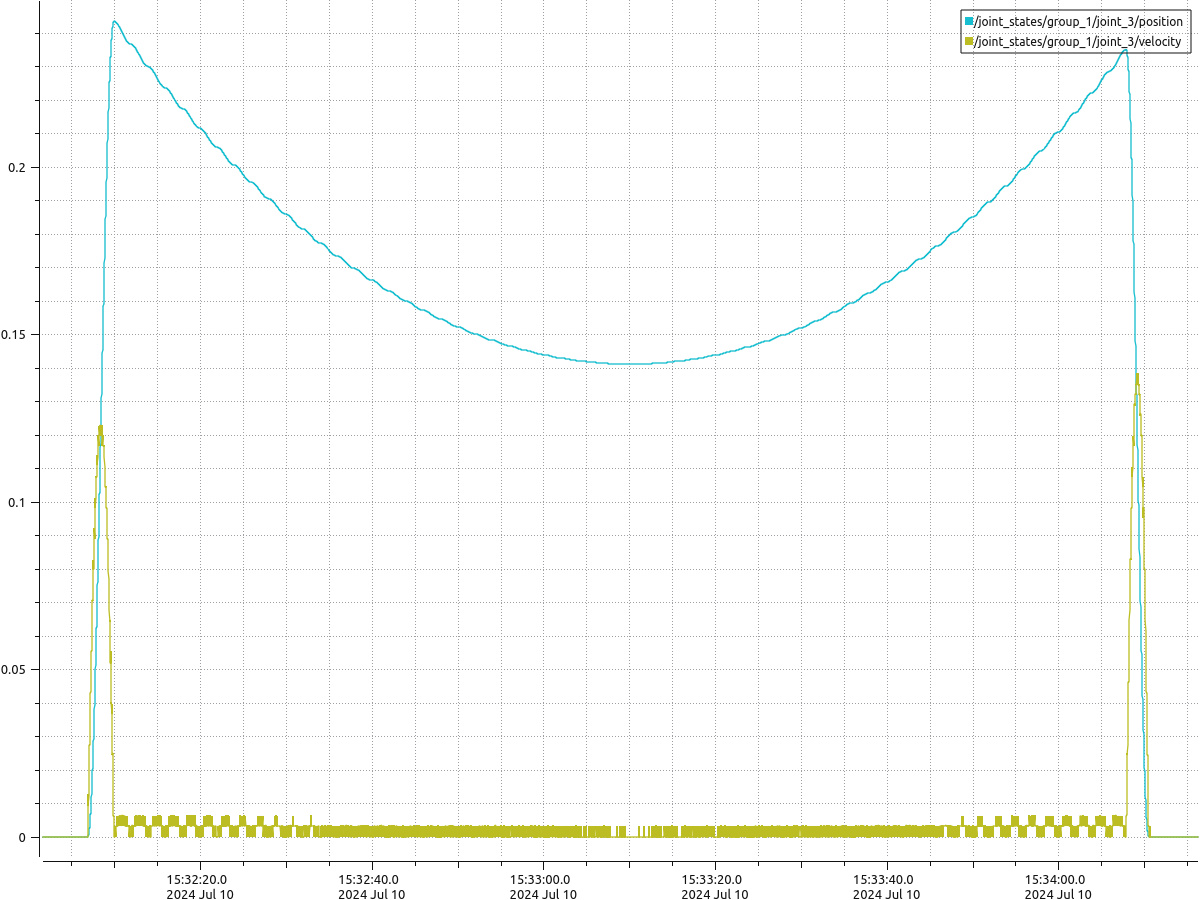 /joint_states/group_1/joint_3/position
/joint_states/group_1/joint_3/velocity
0.2
0.15
0.1
0.05
0
15:32:20.0
2024 Jul 10
15:32:40.0
2024 Jul 10
15:33:00.0
2024 Jul 10
15:33:20.0
2024 Jul 10
15:33:40.0
2024 Jul 10
15:34:00.0
2024 Jul 10